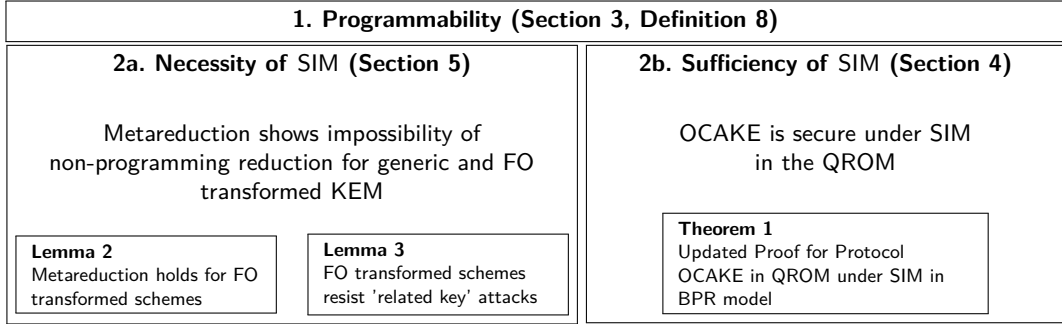 1. Programmability (Section 3, Definition 8)
2a. Necessity of SIM (Section 5)
Metareduction shows impossibility of
non-programming reduction for generic and FO
transformed KEM
Lemma 2
Metareduction holds for FO
transformed schemes
Lemma 3
FO transformed schemes
resist 'related key' attacks
2b. Sufficiency of SIM (Section 4)
OCAKE is secure under SIM
in the QROM
Theorem 1
Updated Proof for Protocol
OCAKE in QROM under SIM in
BPR model